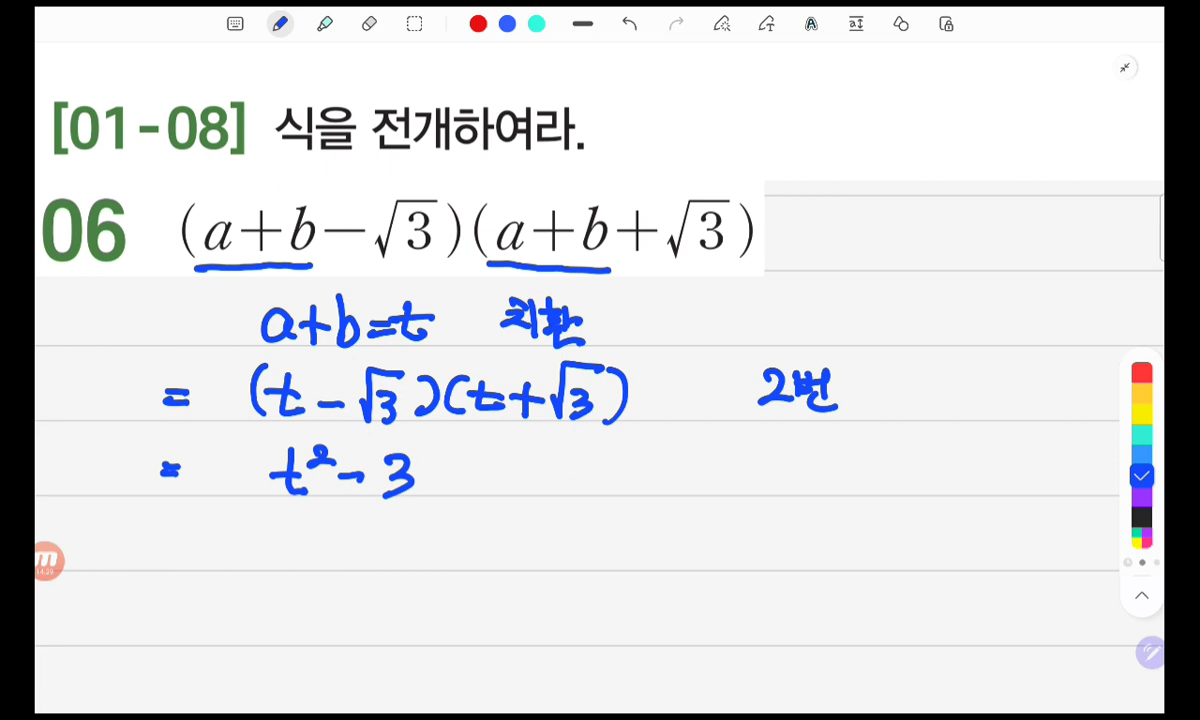 [01-08] 식을 전개하여라.
06 (a+b-√3)(a+b+√3)
a+b=t 치환
= (t-√3)(t+√3) 2번
= t²-3